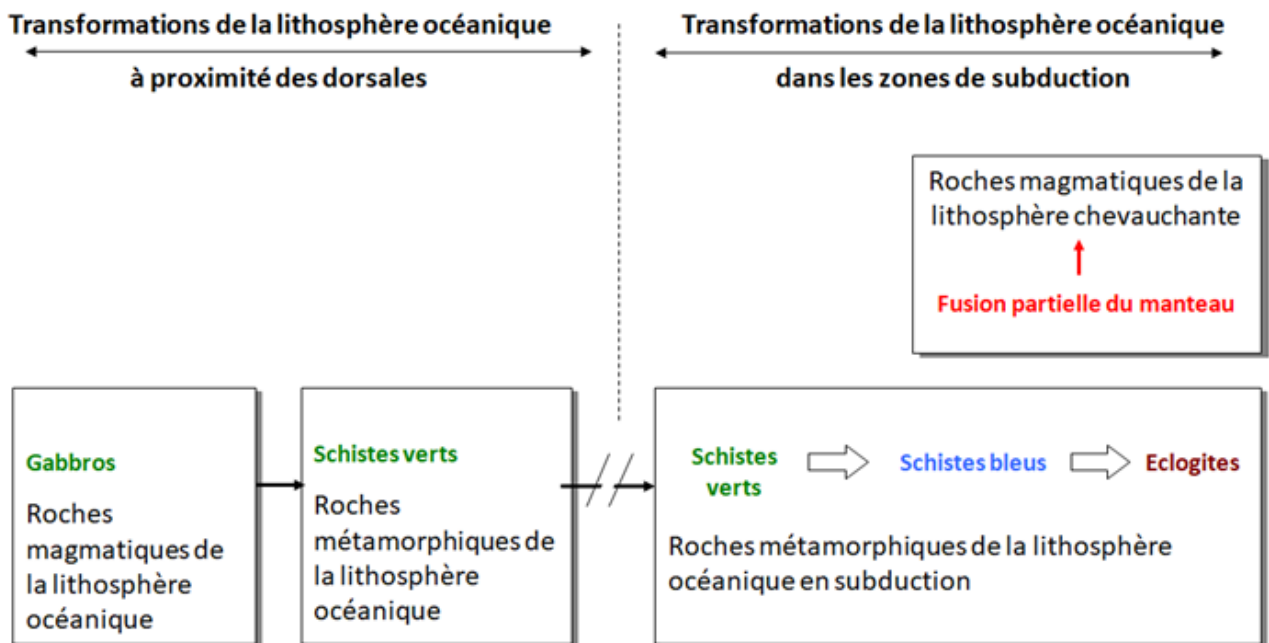 Transformations de la lithosphère océanique
à proximité des dorsales
Transformations de la lithosphère océanique
dans les zones de subduction
Roches magmatiques de la
lithosphère chevauchante
Fusion partielle du manteau
Gabbros
Roches
magmatiques de
la lithosphère
océanique
Schistes verts
Roches
métamorphiques de
la lithosphère
océanique
Schistes
verts
Schistes bleus
Eclogites
Roches métamorphiques de la lithosphère
océanique en subduction